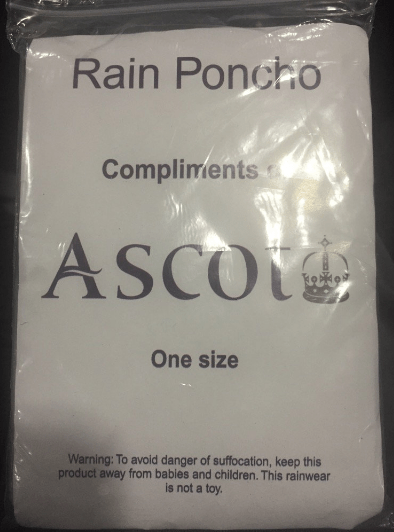 Rain Poncho
Compliments
ASCOT
One size
Warning: To avoid danger of suffocation, keep this
product away from babies and children. This rainwear
is not a toy.